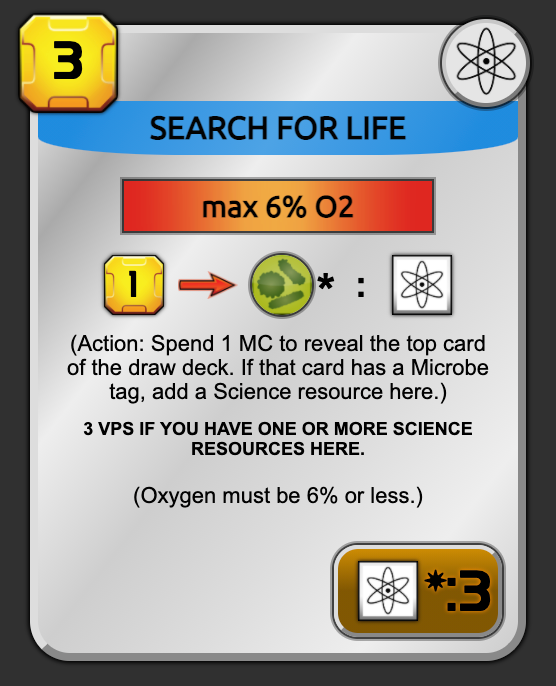 3
SEARCH FOR LIFE
max 6% O2
1 * :
(Action: Spend 1 MC to reveal the top card
of the draw deck. If that card has a Microbe
tag, add a Science resource here.)
3 VPS IF YOU HAVE ONE OR MORE SCIENCE
RESOURCES HERE.
(Oxygen must be 6% or less.)
*:3